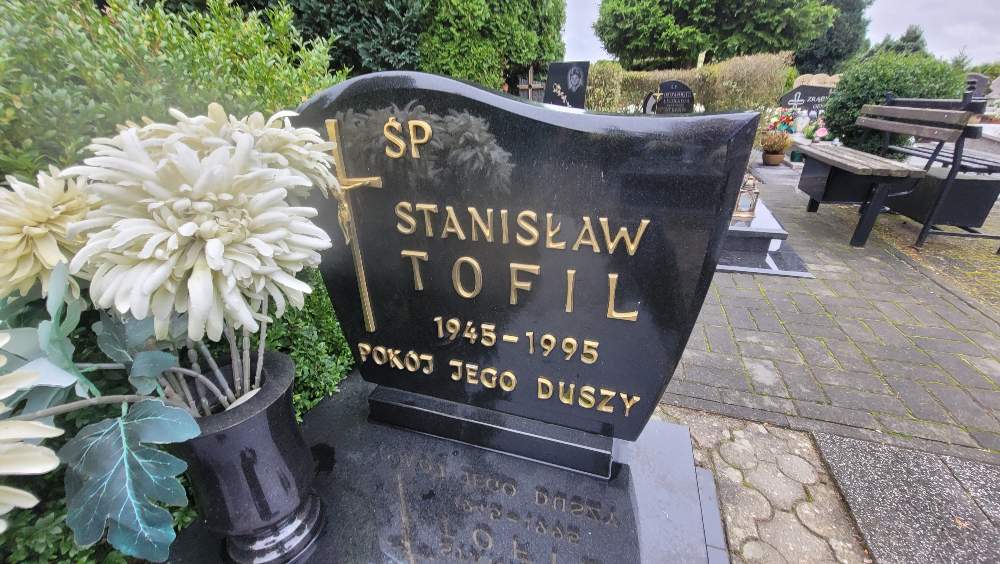 ŚP
STANISŁAW
TOFIL
1945-1995
POKÓJ JEGO DUSZY